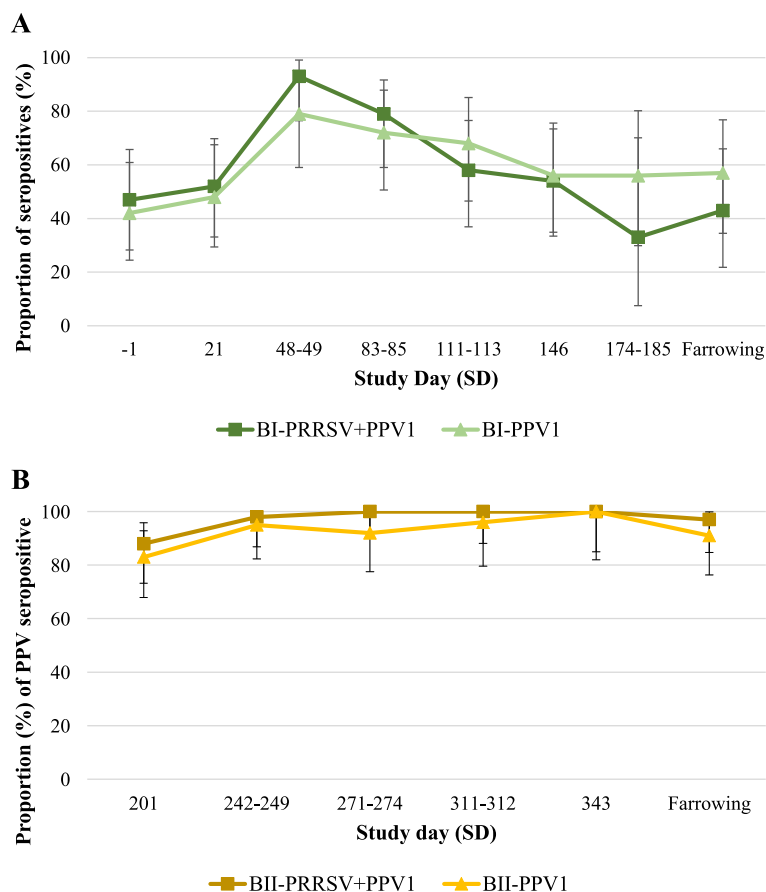 A
Proportion of seropositives (%)
100
80
60
40
20
0
-1 21 48-49 83-85 111-113 146 174-185 Farrowing
Study Day (SD)
BI-PRRSV+PPV1 BI-PPV1
B
Proportion (%) of PPV seropositive
100
80
60
40
20
0
201 242-249 271-274 311-312 343 Farrowing
Study day (SD)
BII-PRRSV+PPV1 BII-PPV1